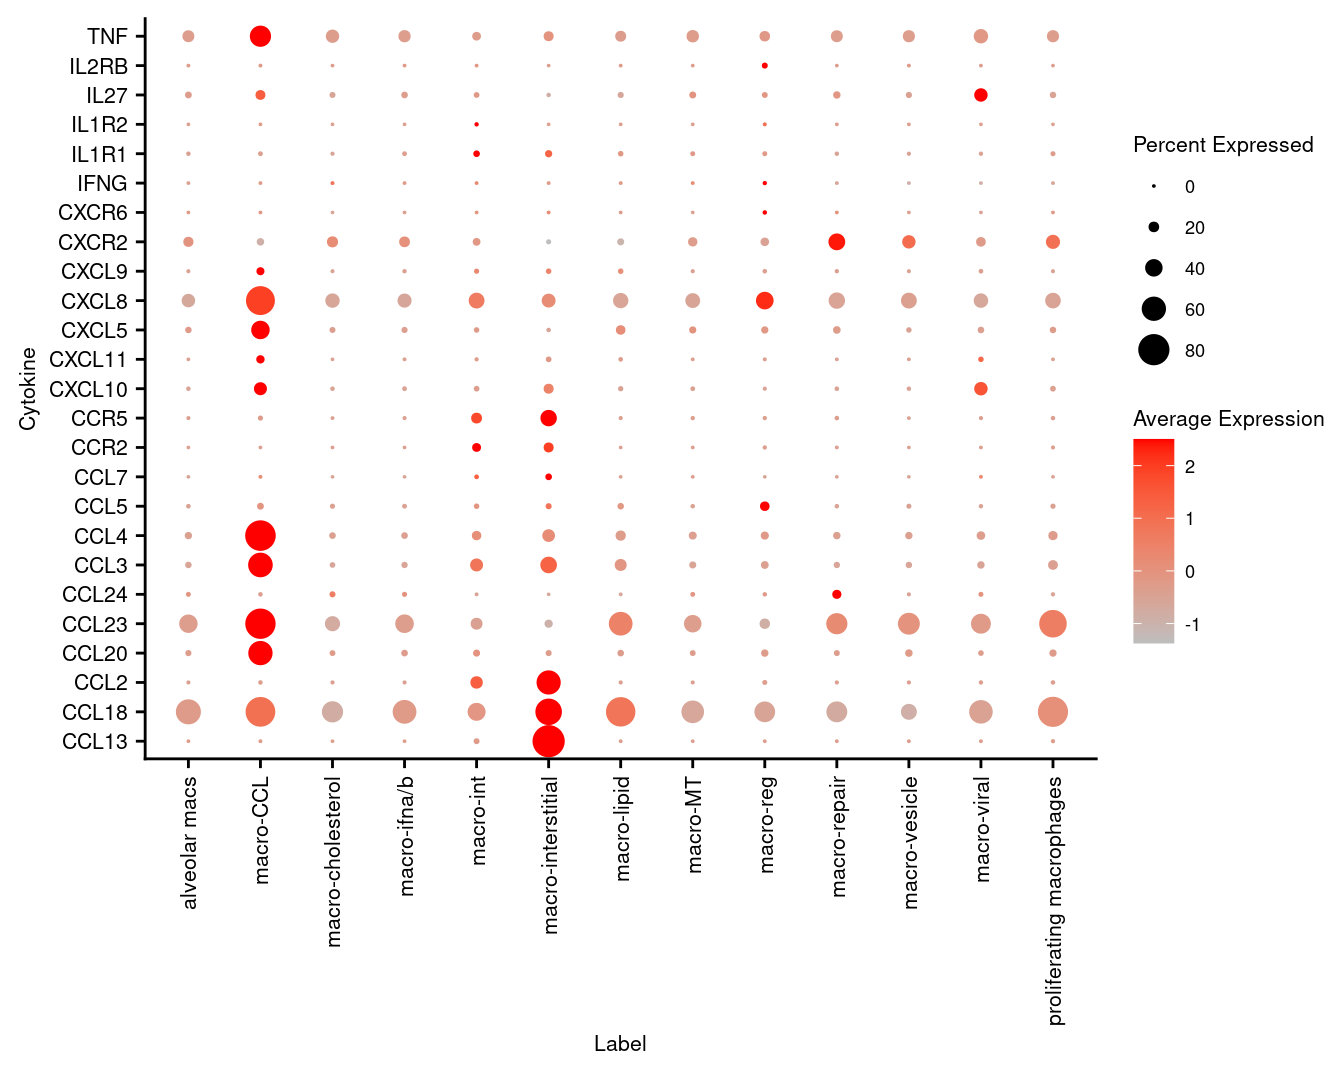 TNF
IL2RB
IL27
IL1R2
IL1R1
IFNG
CXCR6
CXCR2
CXCL9
CXCL8
CXCL5
CXCL11
CXCL10
CCR5
CCR2
CCL7
CCL5
CCL4
CCL3
CCL24
CCL23
CCL20
CCL2
CCL18
CCL13
Cytokine
alveolar macs
macro-CCL
macro-cholesterol
macro-ifna/b
macro-int
macro-interstitial
macro-lipid
macro-MT
macro-reg
macro-repair
macro-vesicle
macro-viral
proliferating macrophages
Label
Percent Expressed
0
20
40
60
80
Average Expression
2
1
0
-1